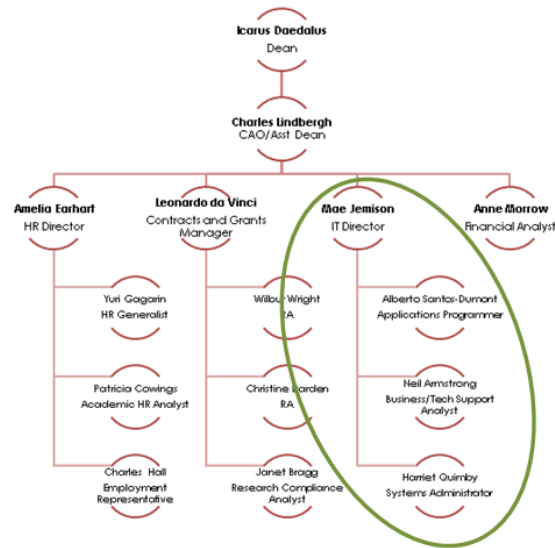 Icarus Daedalus
Dean
Charles Lindbergh
CAO/Asst Dean
Amelia Earhart
HR Director
Leonardo da Vinci
Contracts and Grants
Manager
Mae Jemison
IT Director
Anne Morrow
Financial Analyst
Yuri Gagarin
HR Generalist
Wilbur Wright
RA
Alberto Santos-Dumont
Applications Programmer
Patricia Cowings
Academic HR Analyst
Christine Darden
RA
Neil Armstrong
Business/Tech Support
Analyst
Charles Hall
Employment
Representative
Janet Bragg
Research Compliance
Analyst
Harriet Quimby
Systems Administrator